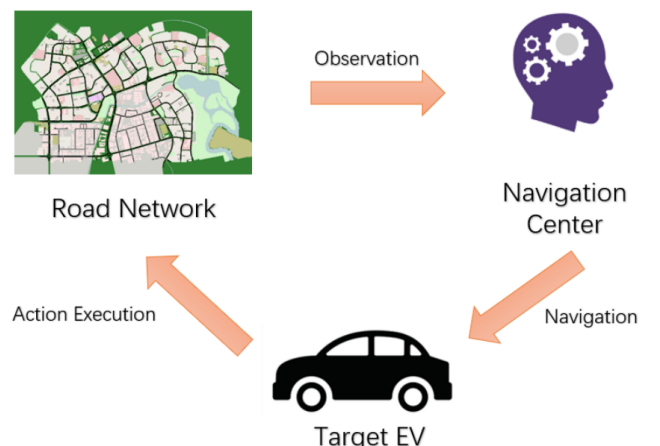 Observation
Road Network
Navigation
Center
Action Execution
Navigation
Target EV